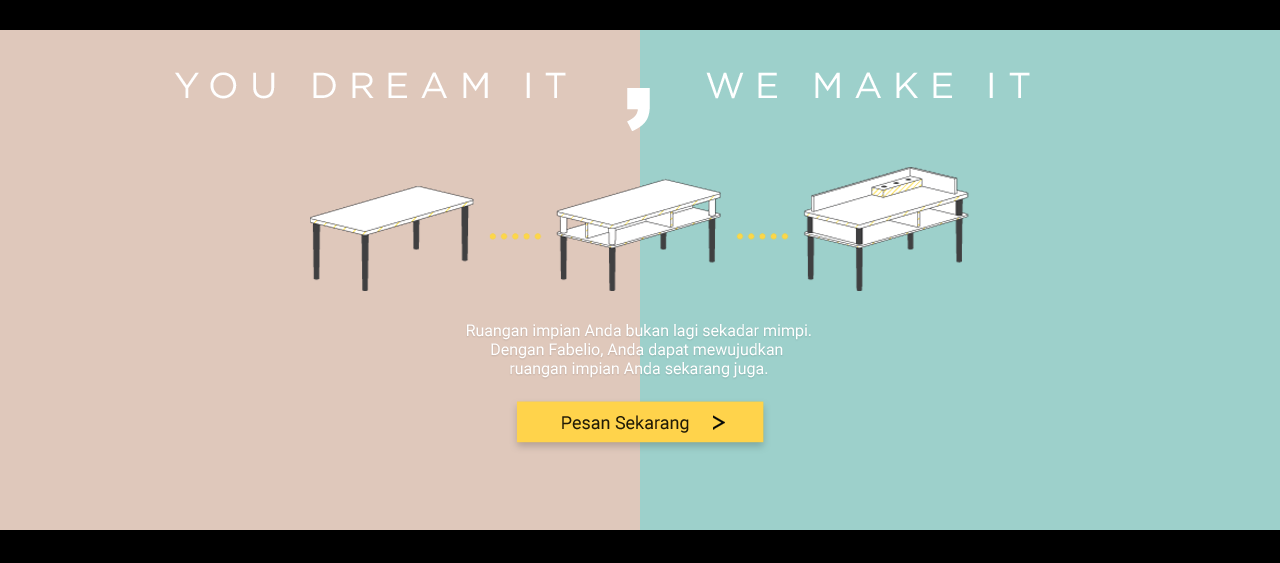 YOU DREAM IT , WE MAKE IT
Ruangan impian Anda bukan lagi sekadar mimpi.
Dengan Fabelio, Anda dapat mewujudkan
ruangan impian Anda sekarang juga.
Pesan Sekarang >